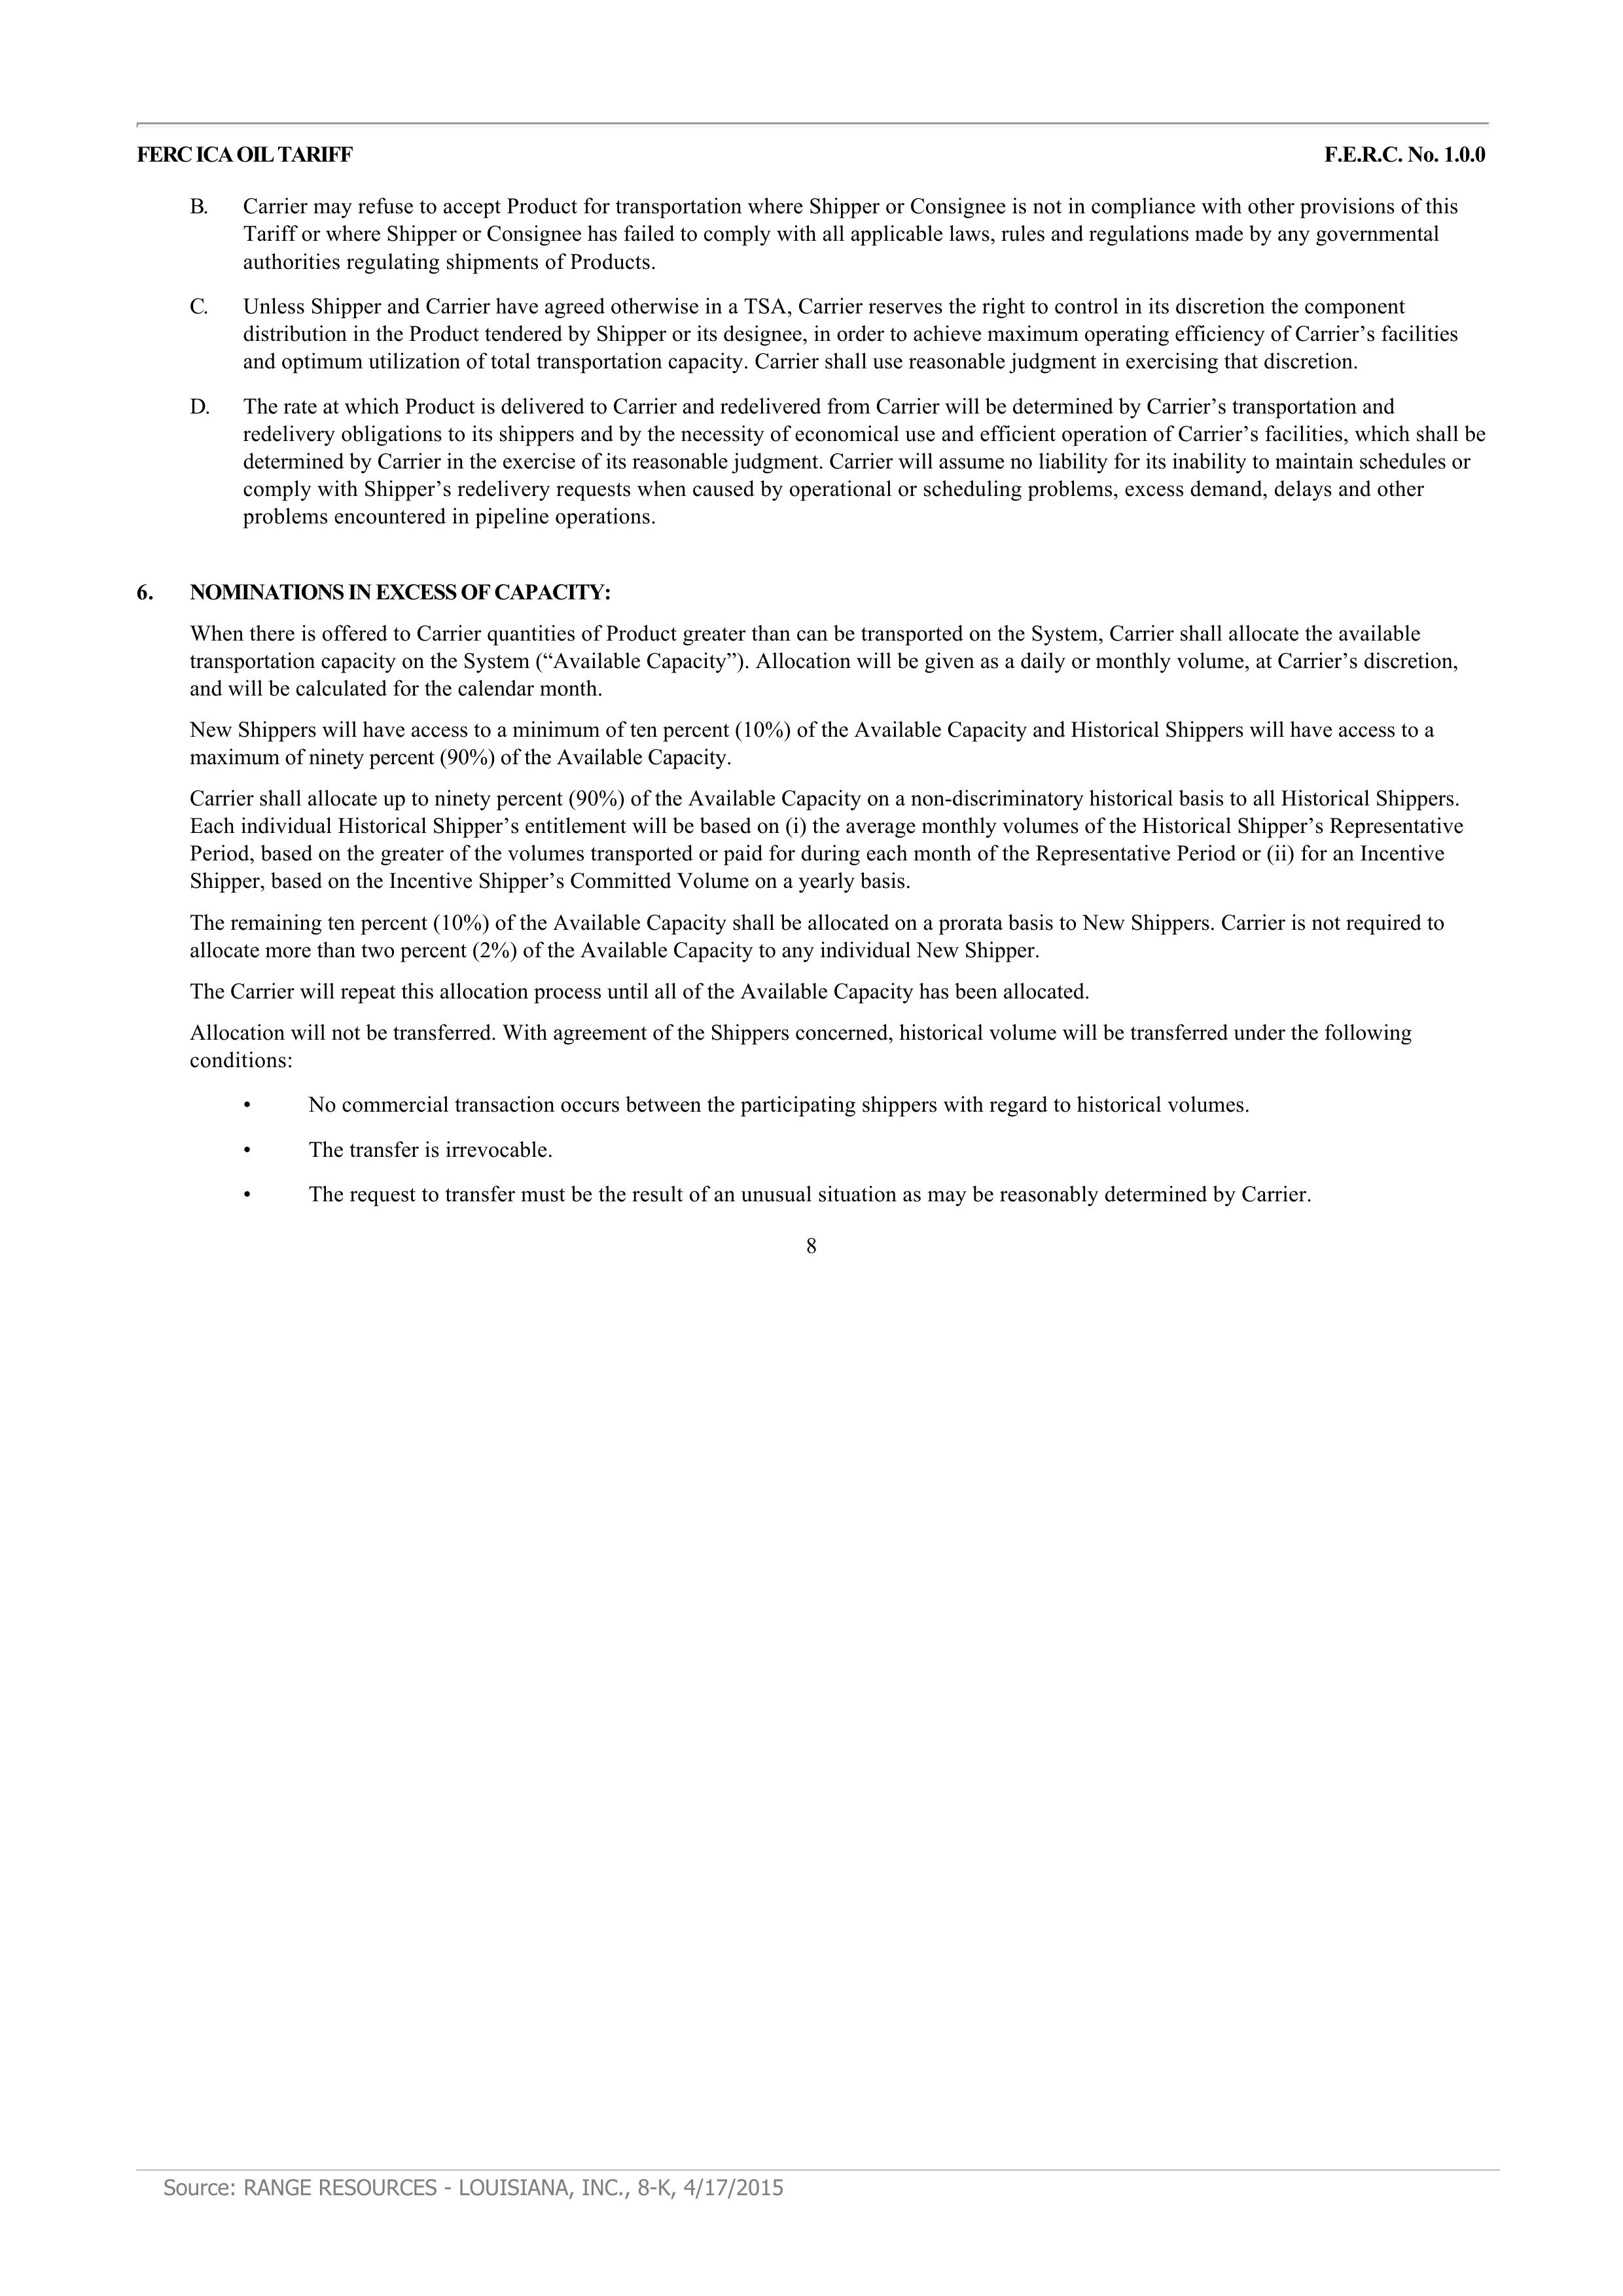 FERC ICA OIL TARIFF F.E.R.C. No. 1.0.0
B. Carrier may refuse to accept Product for transportation where Shipper or Consignee is not in compliance with other provisions of this
Tariff or where Shipper or Consignee has failed to comply with all applicable laws, rules and regulations made by any governmental
authorities regulating shipments of Products.
C. Unless Shipper and Carrier have agreed otherwise in a TSA, Carrier reserves the right to control in its discretion the component
distribution in the Product tendered by Shipper or its designee, in order to achieve maximum operating efficiency of Carrier’s facilities
and optimum utilization of total transportation capacity. Carrier shall use reasonable judgment in exercising that discretion.
D. The rate at which Product is delivered to Carrier and redelivered from Carrier will be determined by Carrier’s transportation and
redelivery obligations to its shippers and by the necessity of economical use and efficient operation of Carrier’s facilities, which shall be
determined by Carrier in the exercise of its reasonable judgment. Carrier will assume no liability for its inability to maintain schedules or
comply with Shipper’s redelivery requests when caused by operational or scheduling problems, excess demand, delays and other
problems encountered in pipeline operations.
6. NOMINATIONS IN EXCESS OF CAPACITY:
When there is offered to Carrier quantities of Product greater than can be transported on the System, Carrier shall allocate the available
transportation capacity on the System (“Available Capacity”). Allocation will be given as a daily or monthly volume, at Carrier’s discretion,
and will be calculated for the calendar month.
New Shippers will have access to a minimum of ten percent (10%) of the Available Capacity and Historical Shippers will have access to a
maximum of ninety percent (90%) of the Available Capacity.
Carrier shall allocate up to ninety percent (90%) of the Available Capacity on a non-discriminatory historical basis to all Historical Shippers.
Each individual Historical Shipper’s entitlement will be based on (i) the average monthly volumes of the Historical Shipper’s Representative
Period, based on the greater of the volumes transported or paid for during each month of the Representative Period or (ii) for an Incentive
Shipper, based on the Incentive Shipper’s Committed Volume on a yearly basis.
The remaining ten percent (10%) of the Available Capacity shall be allocated on a prorata basis to New Shippers. Carrier is not required to
allocate more than two percent (2%) of the Available Capacity to any individual New Shipper.
The Carrier will repeat this allocation process until all of the Available Capacity has been allocated.
Allocation will not be transferred. With agreement of the Shippers concerned, historical volume will be transferred under the following
conditions:
• No commercial transaction occurs between the participating shippers with regard to historical volumes.
• The transfer is irrevocable.
• The request to transfer must be the result of an unusual situation as may be reasonably determined by Carrier.
8
Source: RANGE RESOURCES - LOUISIANA, INC., 8-K, 4/17/2015